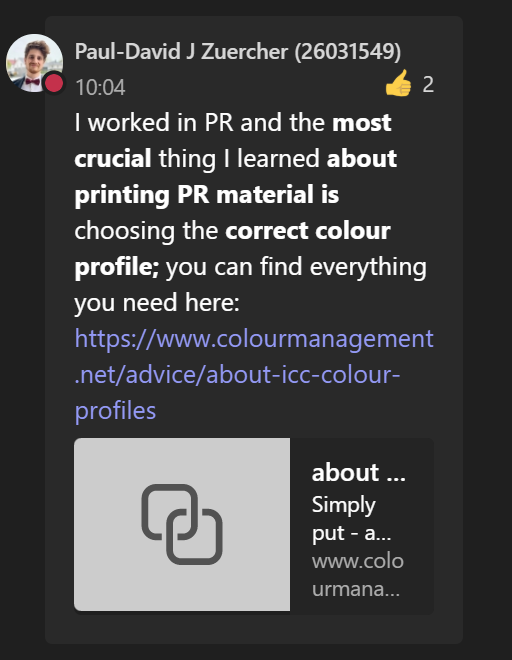 Paul-David J Zuercher (26031549)
10:04
👍 2
I worked in PR and the most
crucial thing I learned about
printing PR material is
choosing the correct colour
profile; you can find everything
you need here:
https://www.colourmanagement
.net/advice/about-icc-colour-
profiles
about ...
Simply
put - a...
www.colo
urmana...